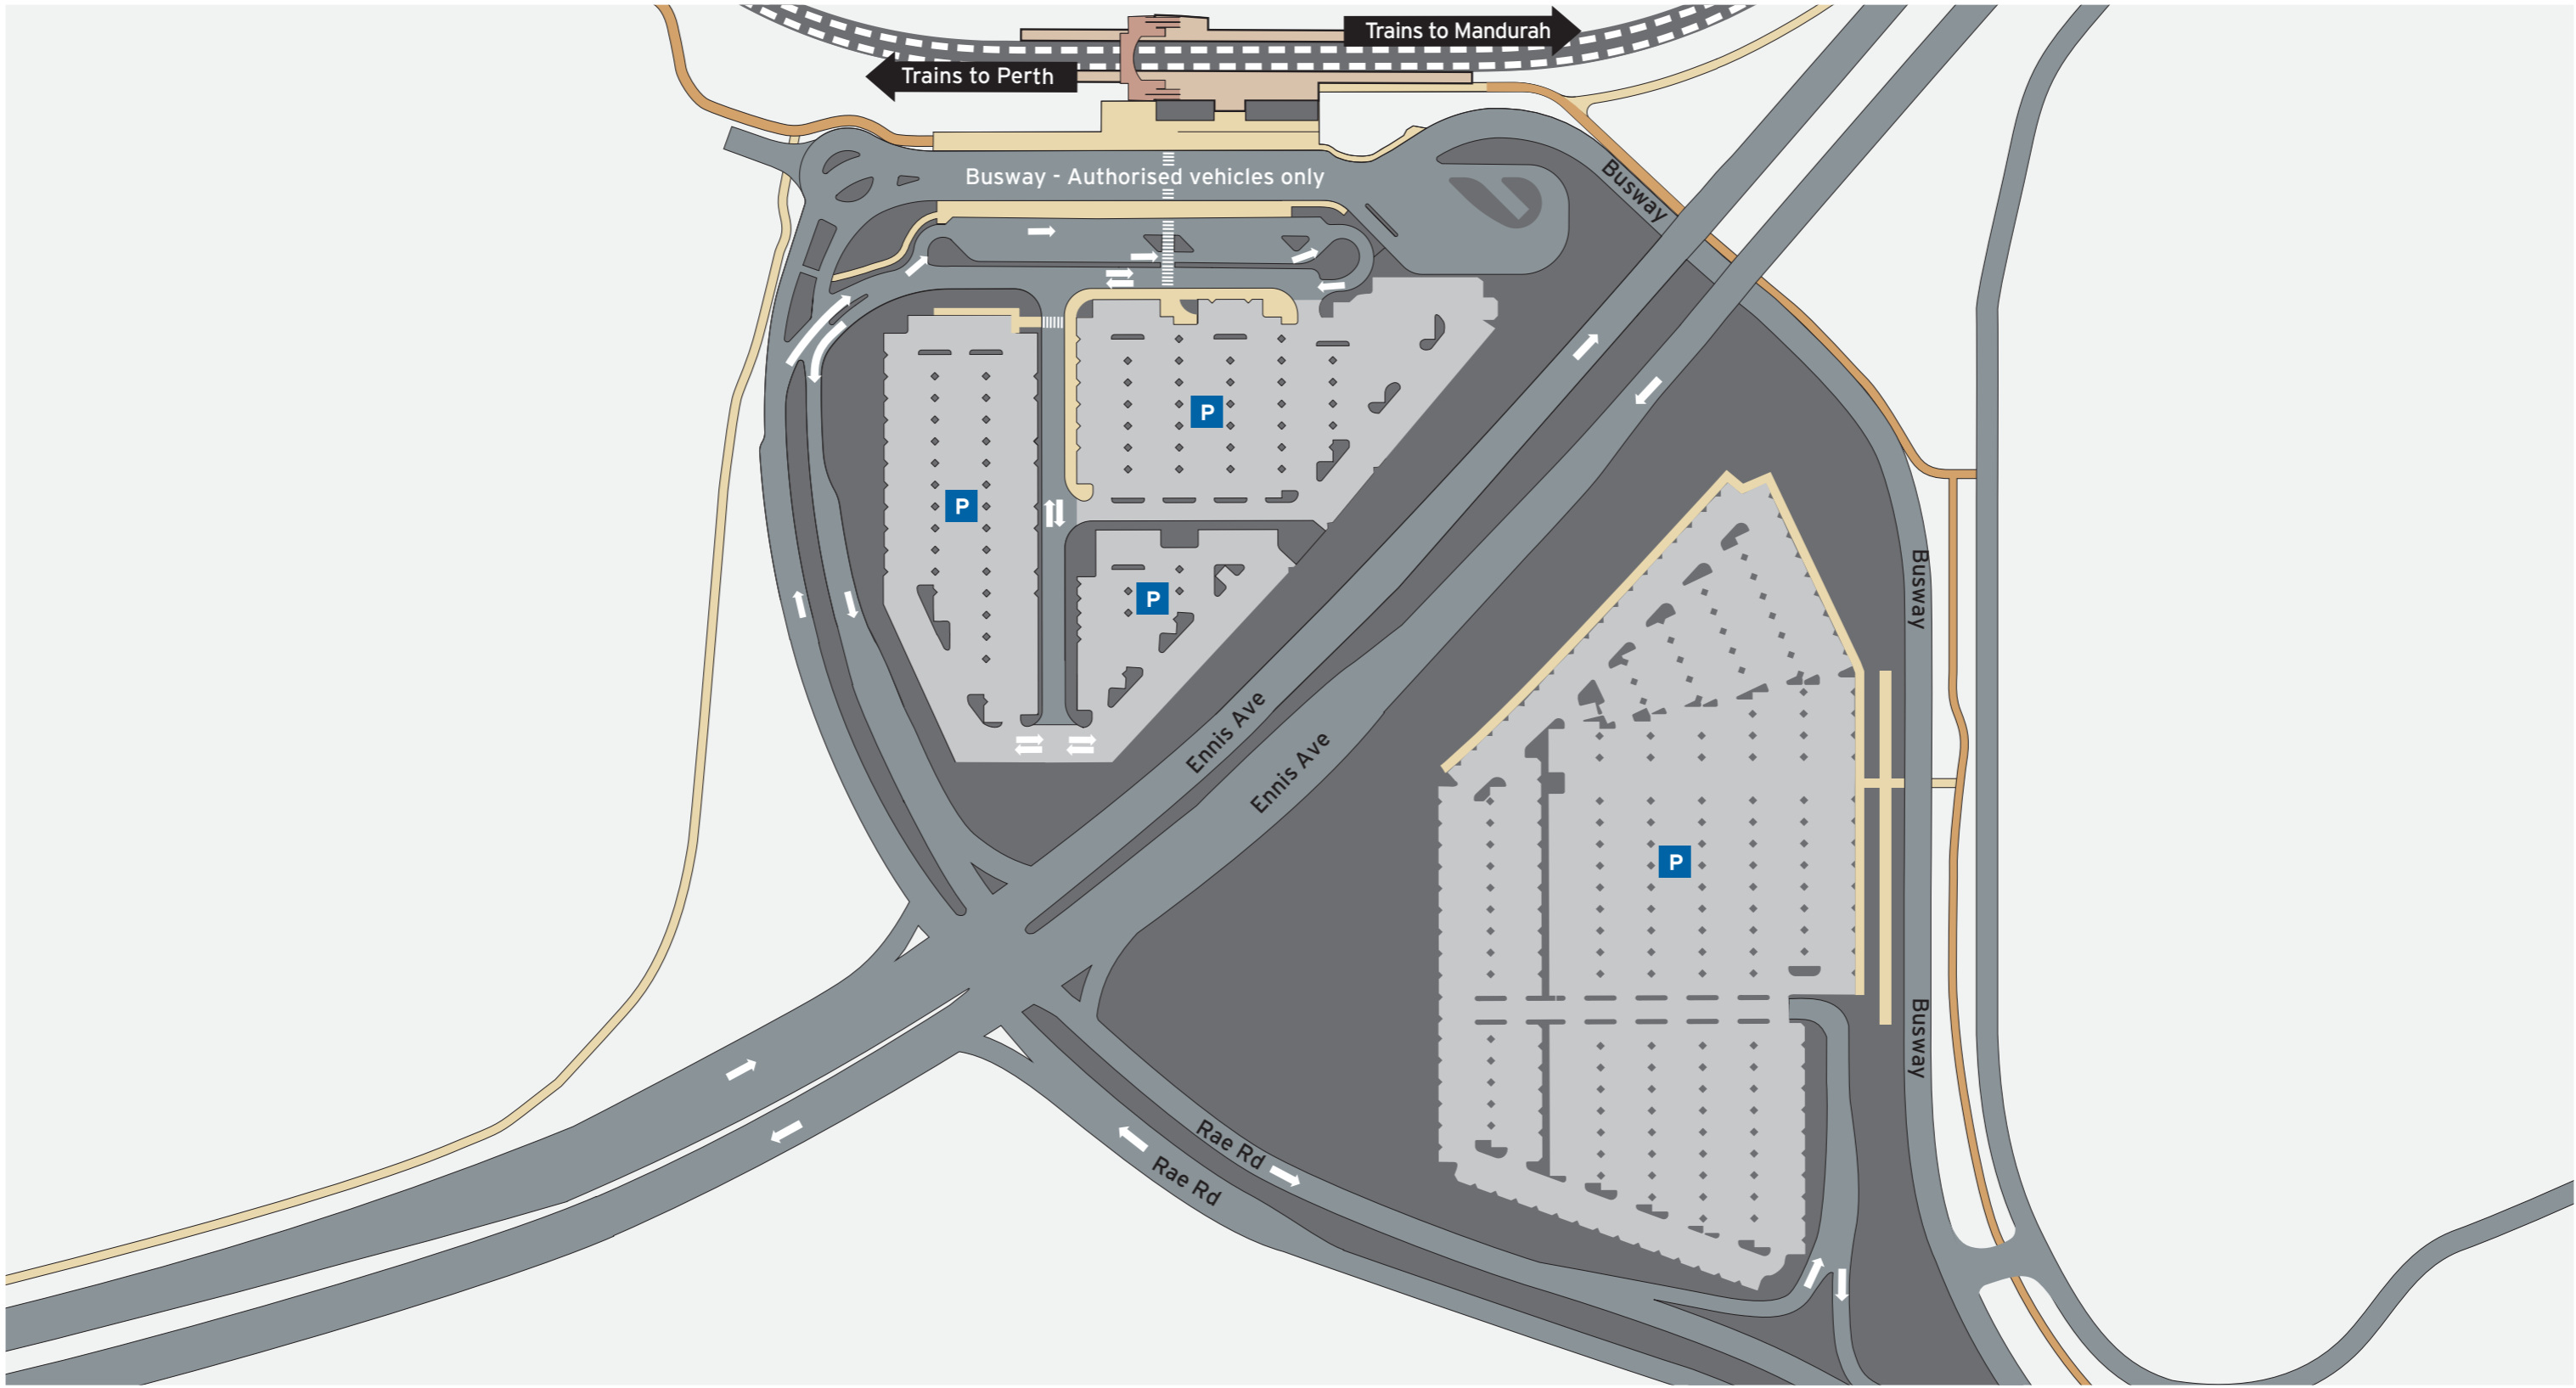 Trains to Mandurah
Trains to Perth
Busway - Authorised vehicles only
Busway
P
P
P
Busway
Ennis Ave
Ennis Ave
P
Busway
Rae Rd
Rae Rd